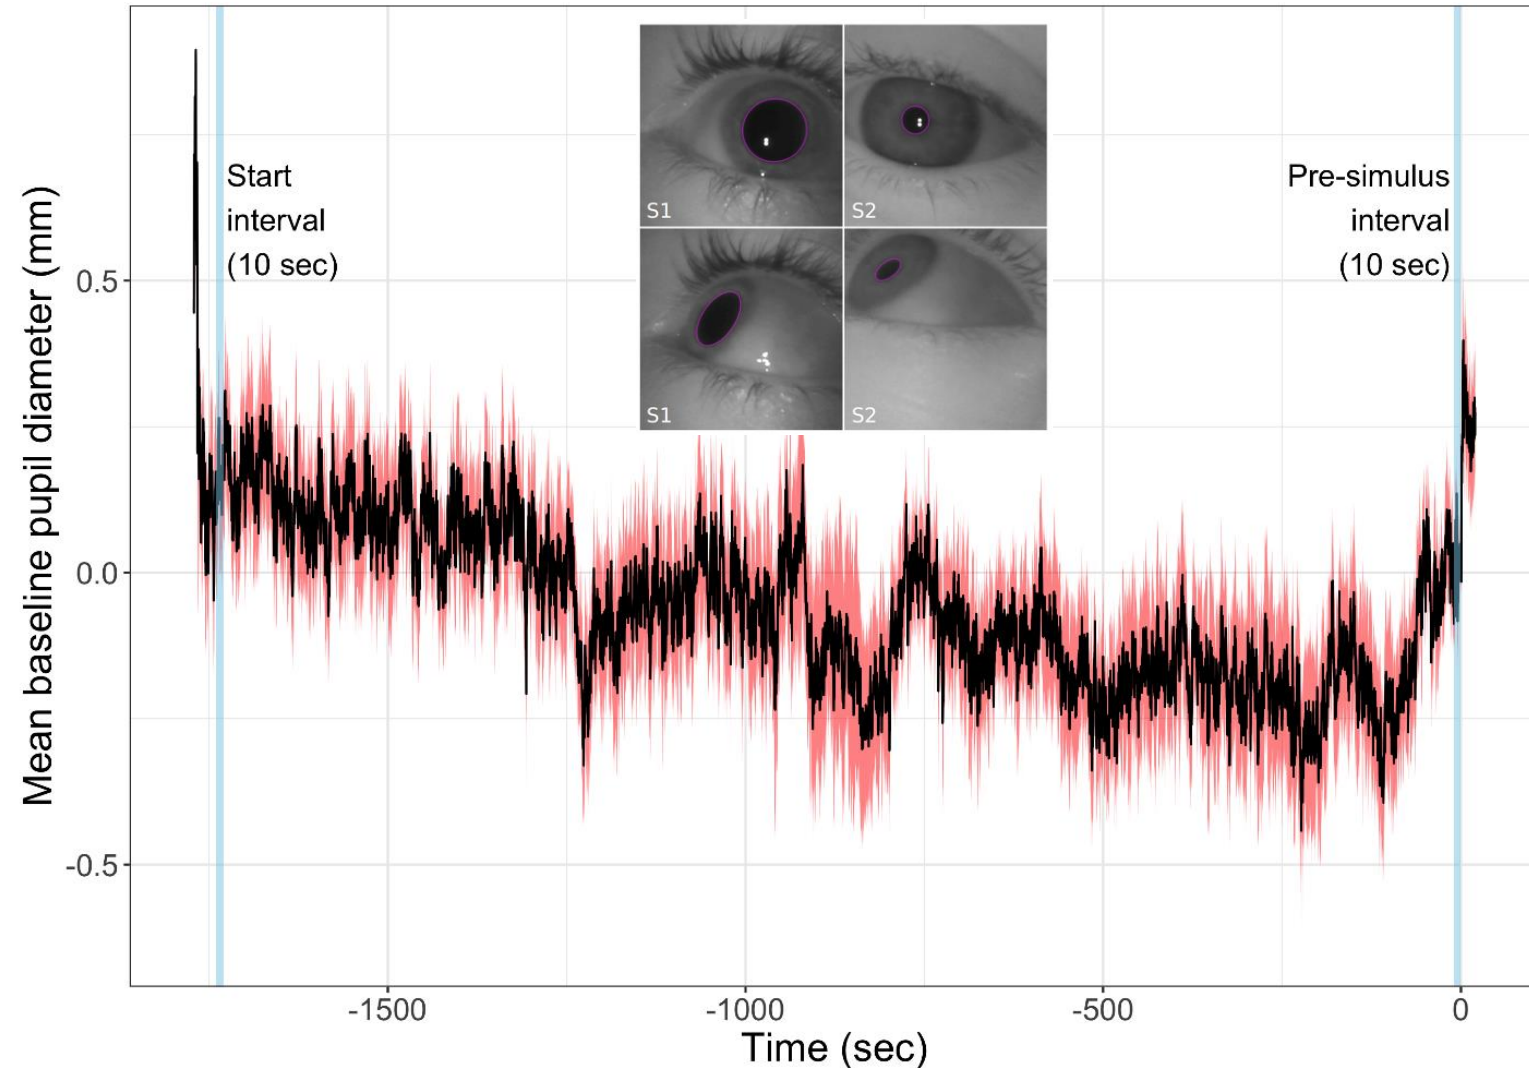 Mean baseline pupil diameter (mm)
0.5
0.0
-0.5
Start
interval
(10 sec)
S1
S2
S1
S2
Pre-simulus
interval
(10 sec)
-1500
-1000
-500
0
Time (sec)